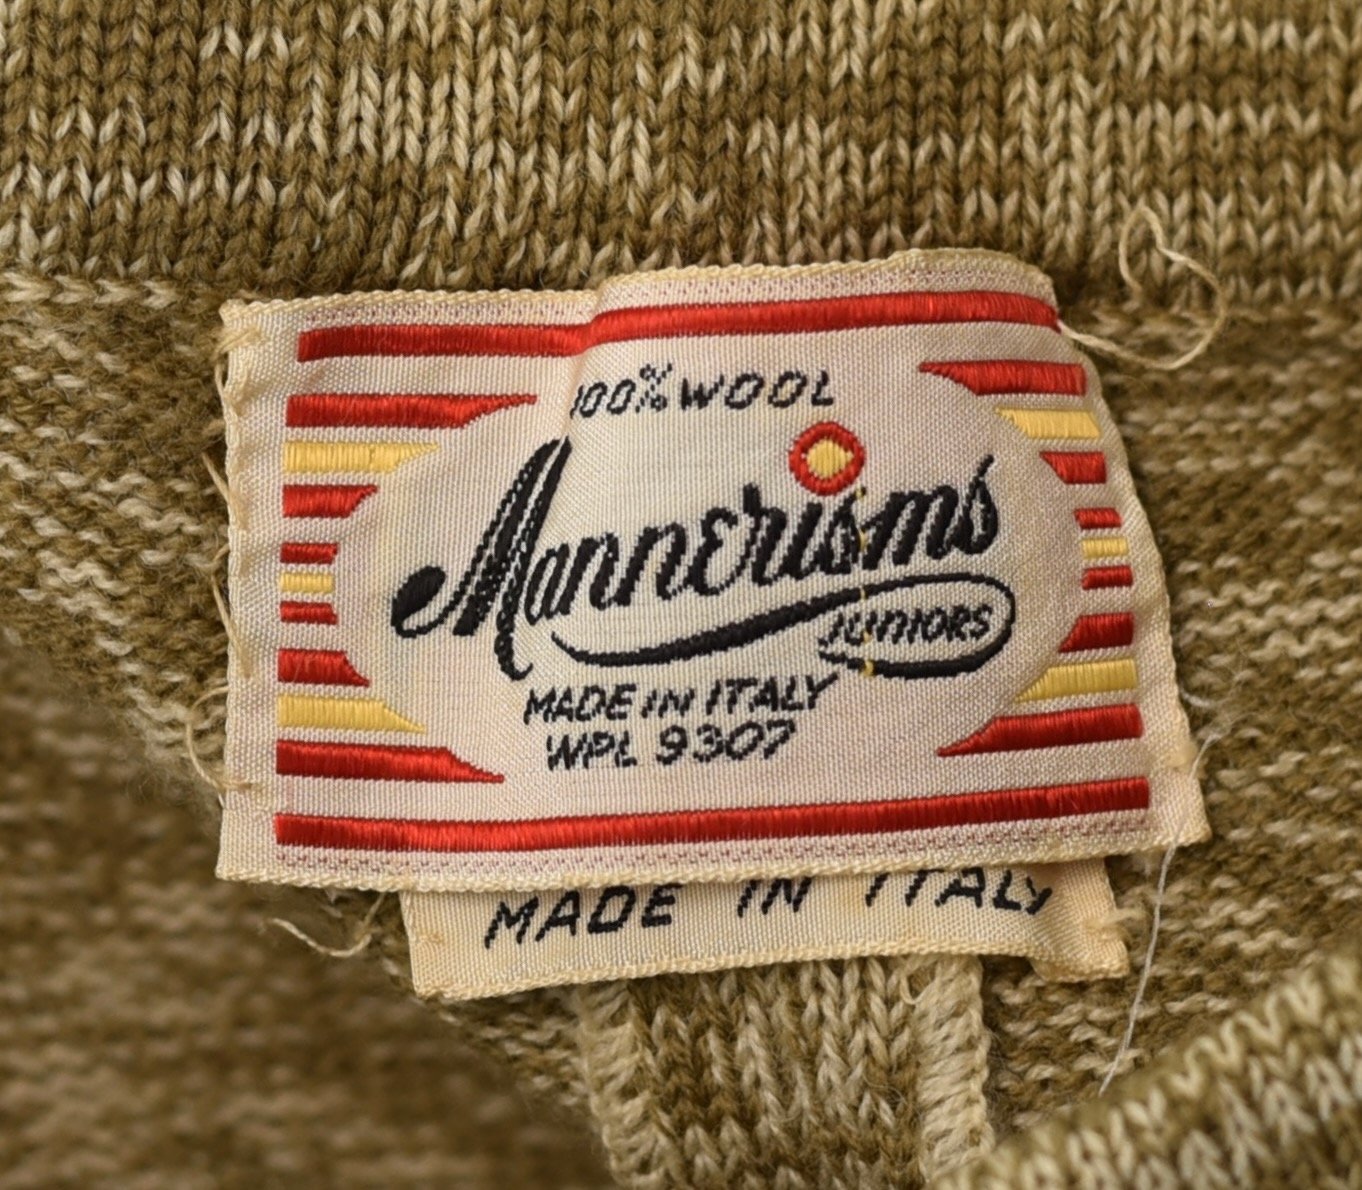 100% WOOL
Mannerisms
JUNIORS
MADE IN ITALY
WPL 9307
MADE IN ITALY